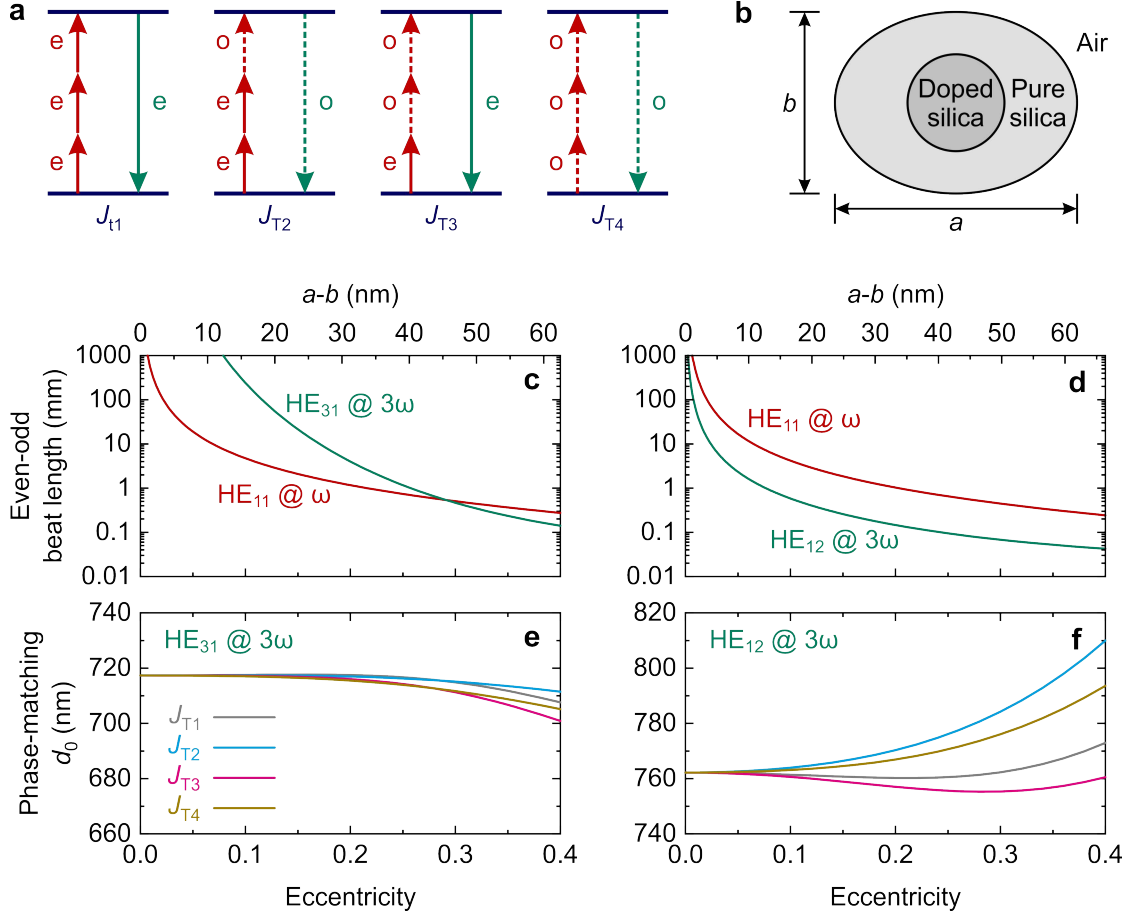 a
e o o o
e e o o
e e e o
e o e o
J_t1 J_T2 J_T3 J_T4
b
Air
b
Doped silica
Pure silica
a
a-b (nm)
0 10 20 30 40 50 60
1000
100
10
1
0.1
0.01
Even-odd
beat length (mm)
c
HE31 @ 3ω
HE11 @ ω
a-b (nm)
0 10 20 30 40 50 60
1000
100
10
1
0.1
0.01
d
HE11 @ ω
HE12 @ 3ω
740
720
700
680
660
Phase-matching
d0 (nm)
HE31 @ 3ω
e
J_T1
J_T2
J_T3
J_T4
0.0 0.1 0.2 0.3 0.4
Eccentricity
820
800
780
760
740
HE12 @ 3ω
f
0.0 0.1 0.2 0.3 0.4
Eccentricity